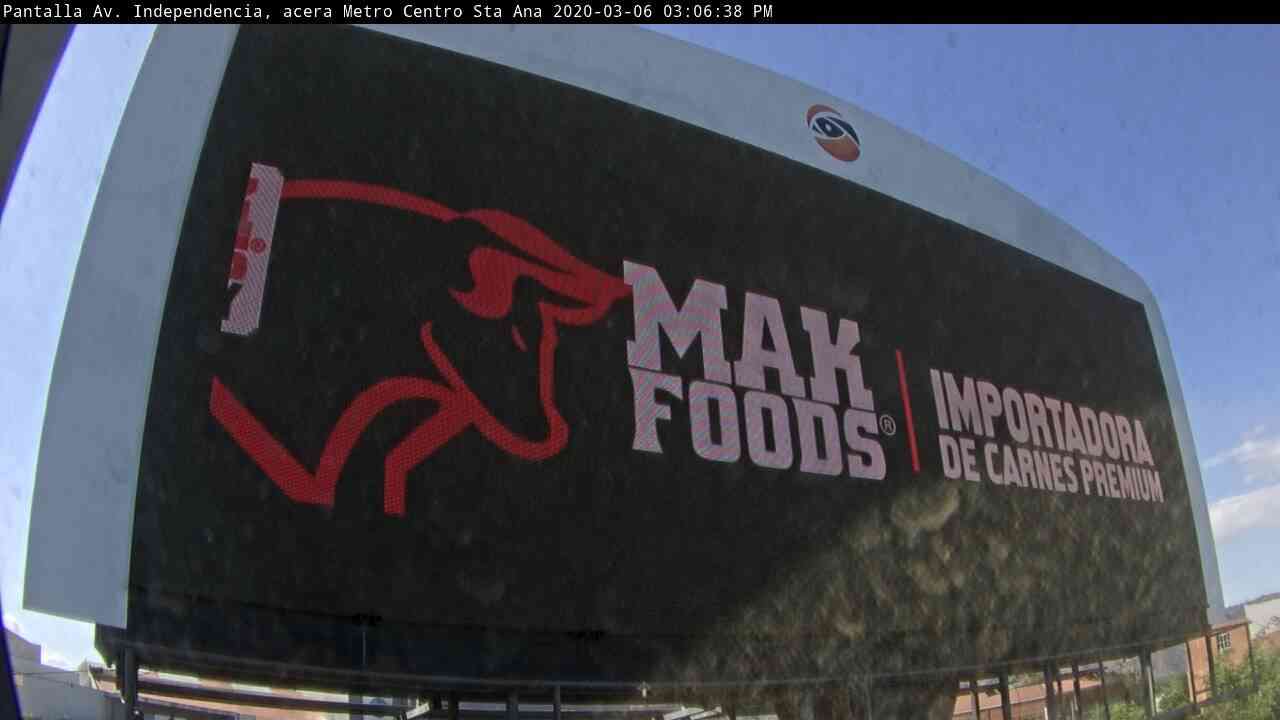 Pantalla Av. Independencia, acera Metro Centro Sta Ana 2020-03-06 03:06:38 PM
MAK
FOODS®
IMPORTADORA
DE CARNES PREMIUM